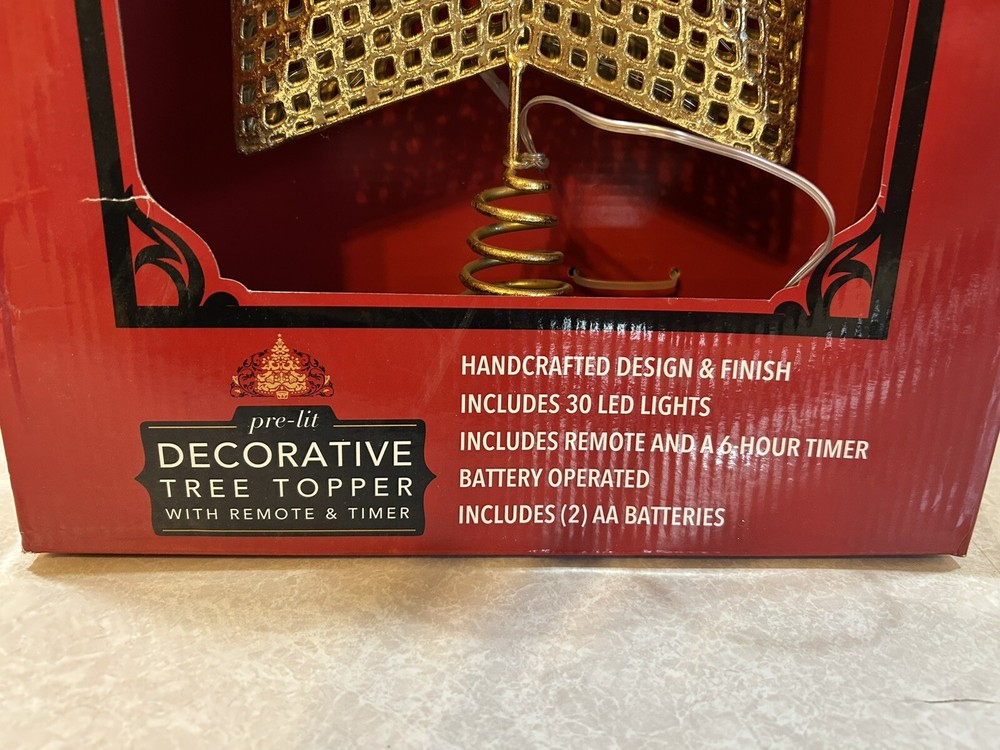 pre-lit
DECORATIVE
TREE TOPPER
WITH REMOTE & TIMER
HANDCRAFTED DESIGN & FINISH
INCLUDES 30 LED LIGHTS
INCLUDES REMOTE AND A 6-HOUR TIMER
BATTERY OPERATED
INCLUDES (2) AA BATTERIES